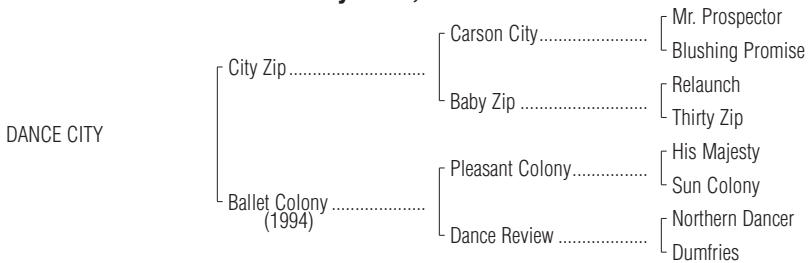 Mr. Prospector
Carson City.......................
Blushing Promise
City Zip.............................
Relaunch
Baby Zip ...........................
Thirty Zip
DANCE CITY
His Majesty
Pleasant Colony................
Sun Colony
Ballet Colony ....................
(1994)
Northern Dancer
Dance Review ...................
Dumfries